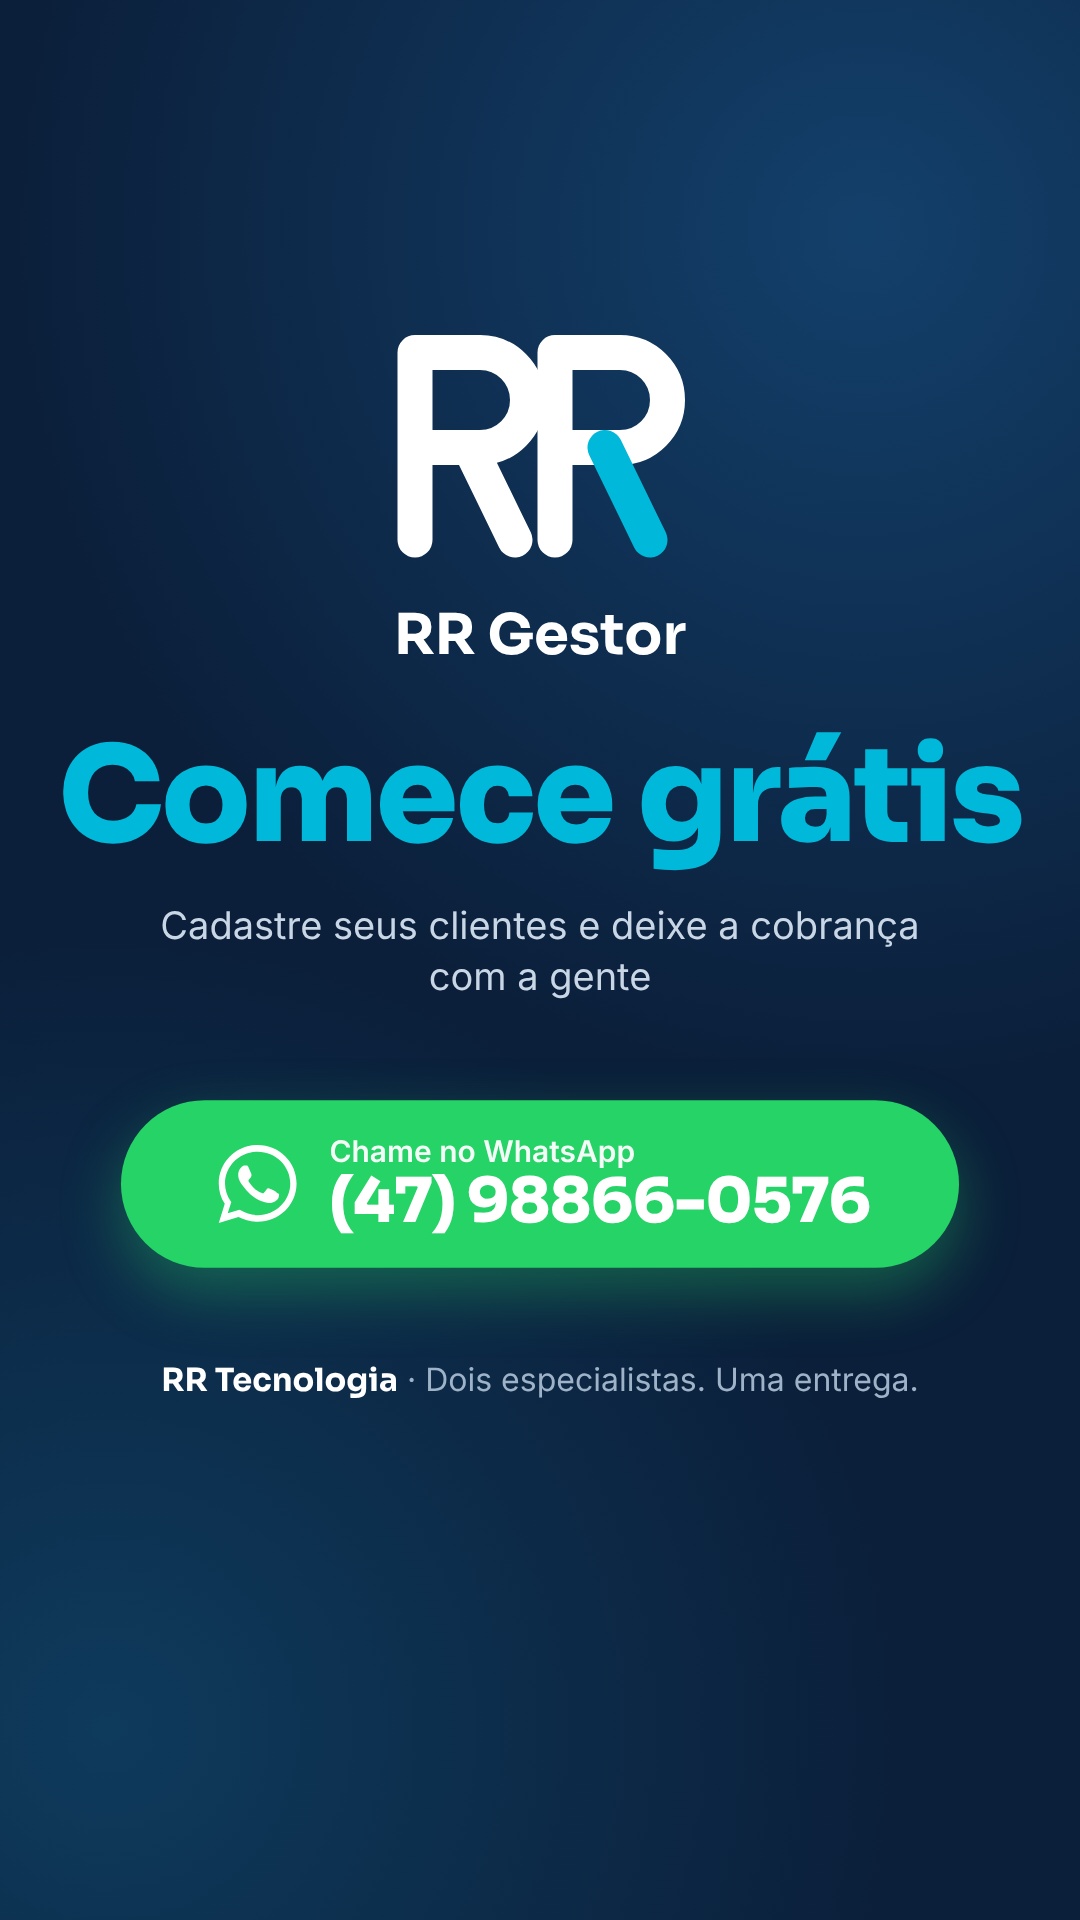 RR
RR Gestor
Comece grátis
Cadastre seus clientes e deixe a cobrança
com a gente
Chame no WhatsApp
(47) 98866-0576
RR Tecnologia · Dois especialistas. Uma entrega.